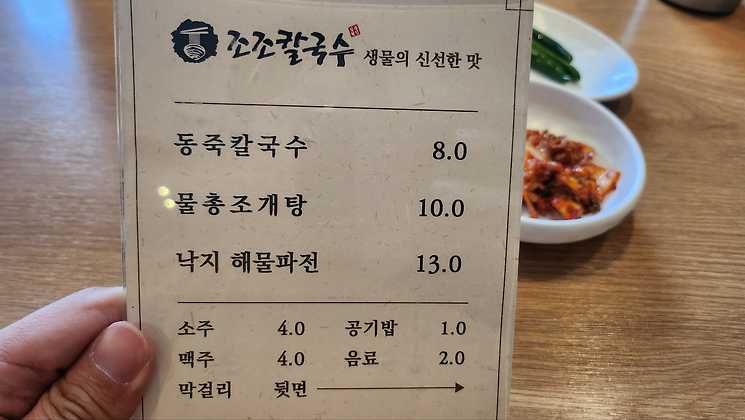 조조칼국수 생물의 신선한 맛
동죽칼국수 8.0
물총조개탕 10.0
낙지 해물파전 13.0
소주 4.0 공기밥 1.0
맥주 4.0 음료 2.0
막걸리 뒷면